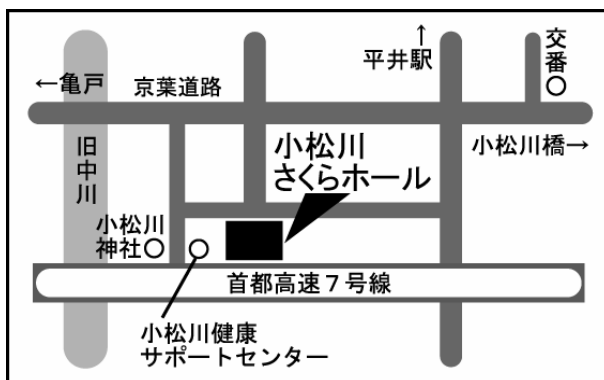 ↑
平井駅
交番
←亀戸
京葉道路
小松川橋→
旧中川
小松川
さくらホール
小松川
神社
首都高速7号線
小松川健康
サポートセンター